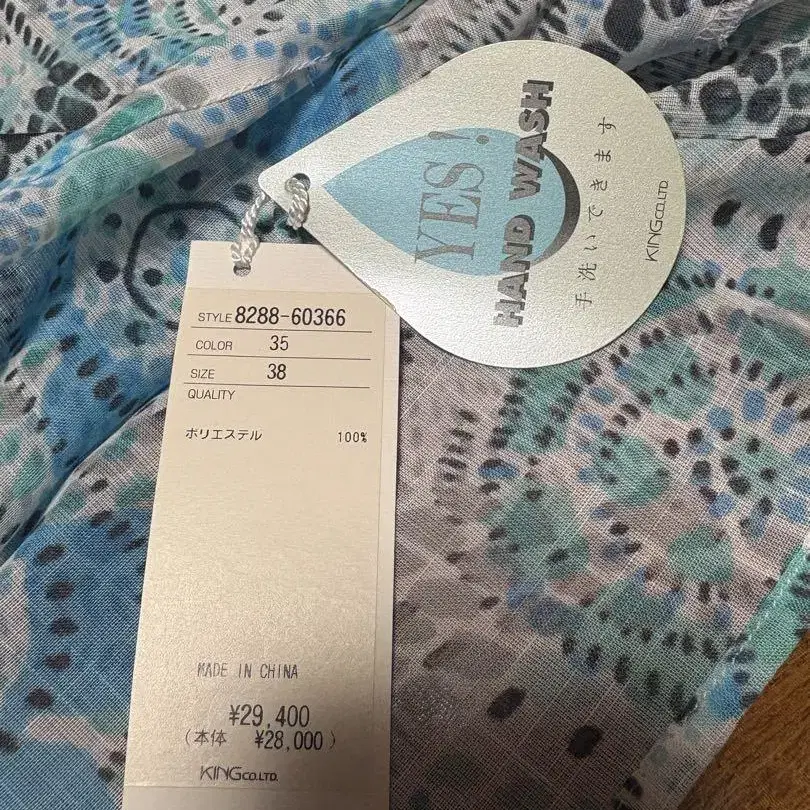 YES!
HAND WASH
手洗いできます
KING CO.LTD.
STYLE 8288-60366
COLOR 35
SIZE 38
QUALITY
ポリエステル 100%
MADE IN CHINA
¥29,400
(本体 ¥28,000)
KING CO.LTD.